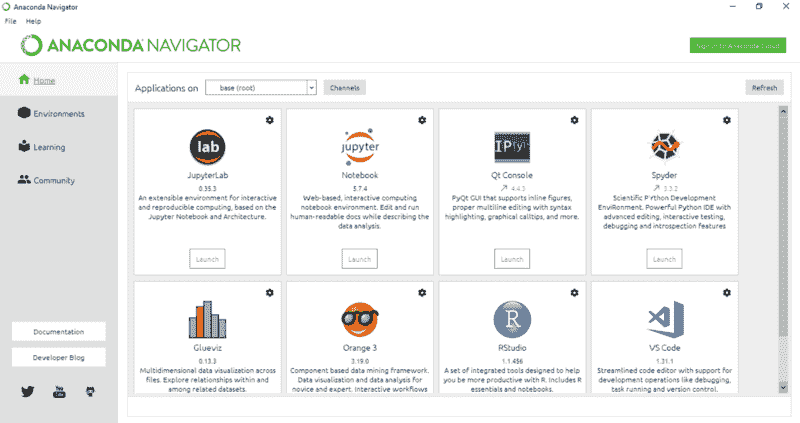 Anaconda Navigator
File Help
ANACONDA NAVIGATOR
Sign in to Anaconda Cloud
Home
Environments
Learning
Community
Documentation
Developer Blog
You
Tube
Applications on base (root) Channels Refresh
lab
JupyterLab
0.35.3
An extensible environment for interactive
and reproducible computing, based on the
Jupyter Notebook and Architecture.
Launch
jupyter
Notebook
5.7.4
Web-based, interactive computing
notebook environment. Edit and run
human-readable docs while describing the
data analysis.
Launch
IP[y]:
Qt Console
4.4.3
PyQt GUI that supports inline figures,
proper multiline editing with syntax
highlighting, graphical calltips, and more.
Launch
Spyder
3.3.2
Scientific PYthon Development
EnviRonment. Powerful Python IDE with
advanced editing, interactive testing,
debugging and introspection features
Launch
Glueviz
0.13.3
Multidimensional data visualization across
files. Explore relationships within and
among related datasets.
Orange 3
3.19.0
Component based data mining framework.
Data visualization and data analysis for
novice and expert. Interactive workflows
R
RStudio
1.1.456
A set of integrated tools designed to help
you be more productive with R. Includes R
essentials and notebooks.
VS Code
1.31.1
Streamlined code editor with support for
development operations like debugging,
task running and version control.